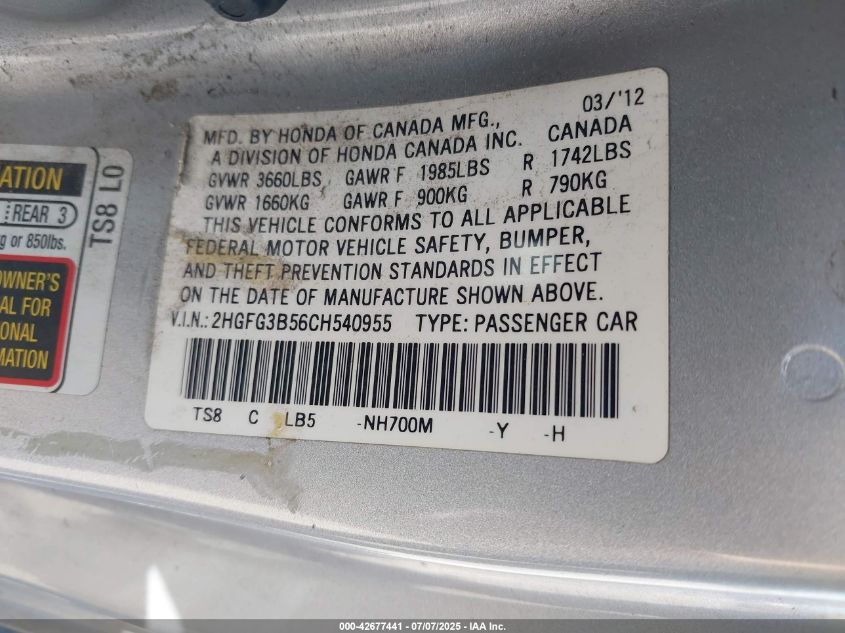 ATION
REAR 3
g or 850lbs.
OWNER'S
AL FOR
ONAL
MATION
TS8 L0
03/'12
MFD. BY HONDA OF CANADA MFG.,
A DIVISION OF HONDA CANADA INC. CANADA
GVWR 3660LBS GAWR F 1985LBS R 1742LBS
GVWR 1660KG GAWR F 900KG R 790KG
THIS VEHICLE CONFORMS TO ALL APPLICABLE
FEDERAL MOTOR VEHICLE SAFETY, BUMPER,
AND THEFT PREVENTION STANDARDS IN EFFECT
ON THE DATE OF MANUFACTURE SHOWN ABOVE.
V.I.N.: 2HGFG3B56CH540955 TYPE: PASSENGER CAR
TS8 C LB5 -NH700M -Y -H
000-42677441 | 07/07/2025 - IAA Inc.